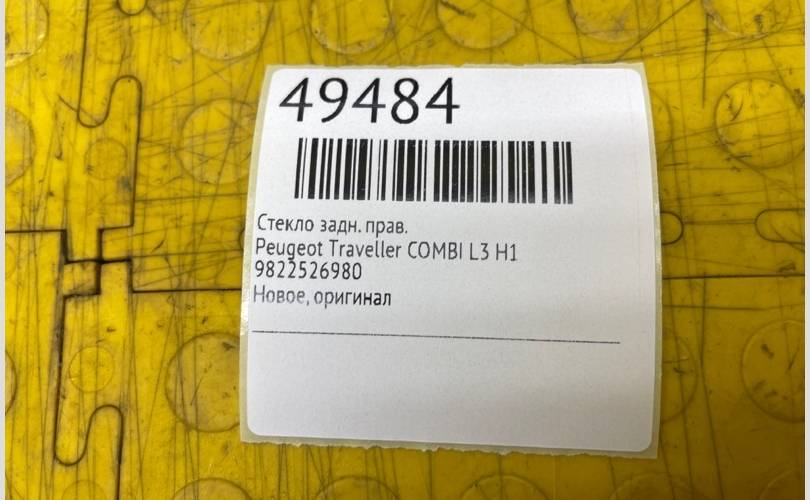 49484
Стекло задн. прав.
Peugeot Traveller COMBI L3 H1
9822526980
Новое, оригинал